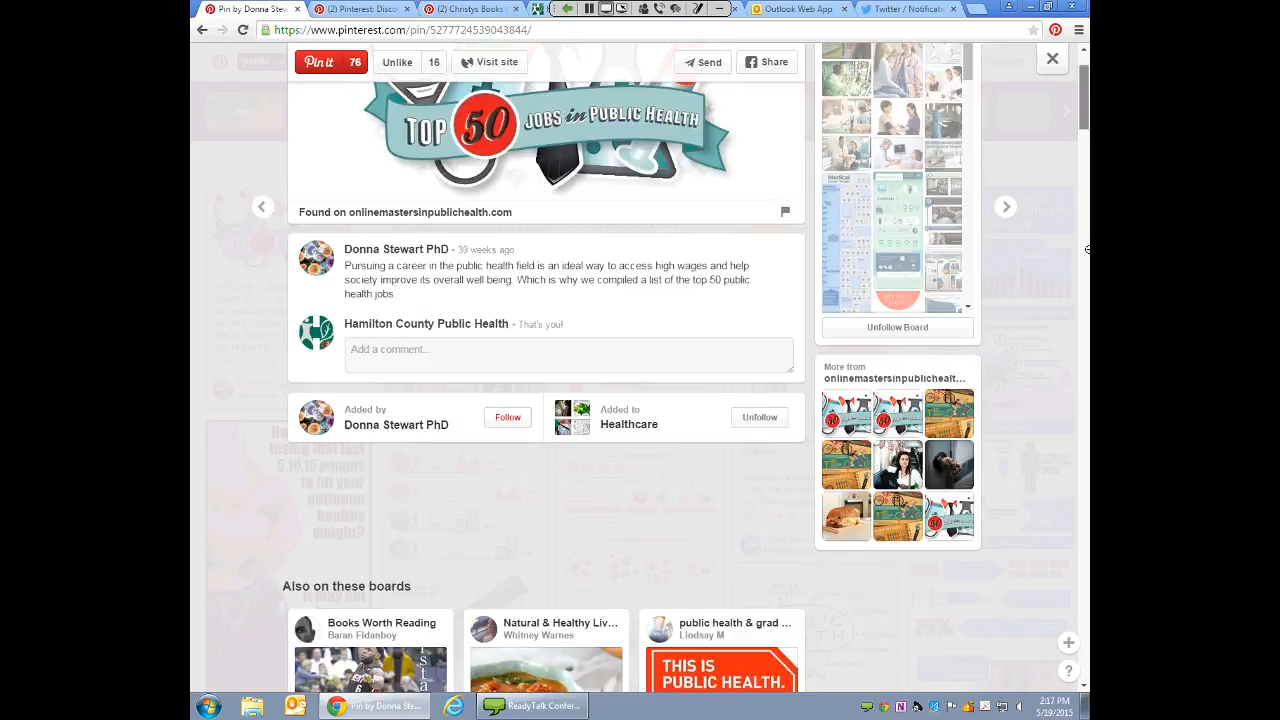 Pin by Donna Stewart
(2) Pinterest: Disco
(2) Christys Books
Outlook Web App
Twitter / Notificati
https://www.pinterest.com/pin/5277724539043844/
Pin it 76
Unlike 16
Visit site
Send
Share
TOP 50 JOBS in PUBLIC HEALTH
Found on onlinemastersinpublichealth.com
Donna Stewart PhD • 39 weeks ago
Pursuing a career in the public health field is an ideal way to access high wages and help
society improve its overall well being. Which is why we compiled a list of the top 50 public
health jobs.
Hamilton County Public Health • That's you!
Add a comment...
Added by
Donna Stewart PhD
Follow
Added to
Healthcare
Unfollow
Medical
Unfollow Board
More from
onlinemastersinpublichealt...
50
50
50
Also on these boards
Books Worth Reading
Baran Fidanboy
Natural & Healthy Liv...
Whitney Warnes
public health & grad ...
Lindsay M
THIS IS
PUBLIC HEALTH.
?
Pin by Donna Ste...
ReadyTalk Confer...
2:17 PM
5/19/2015